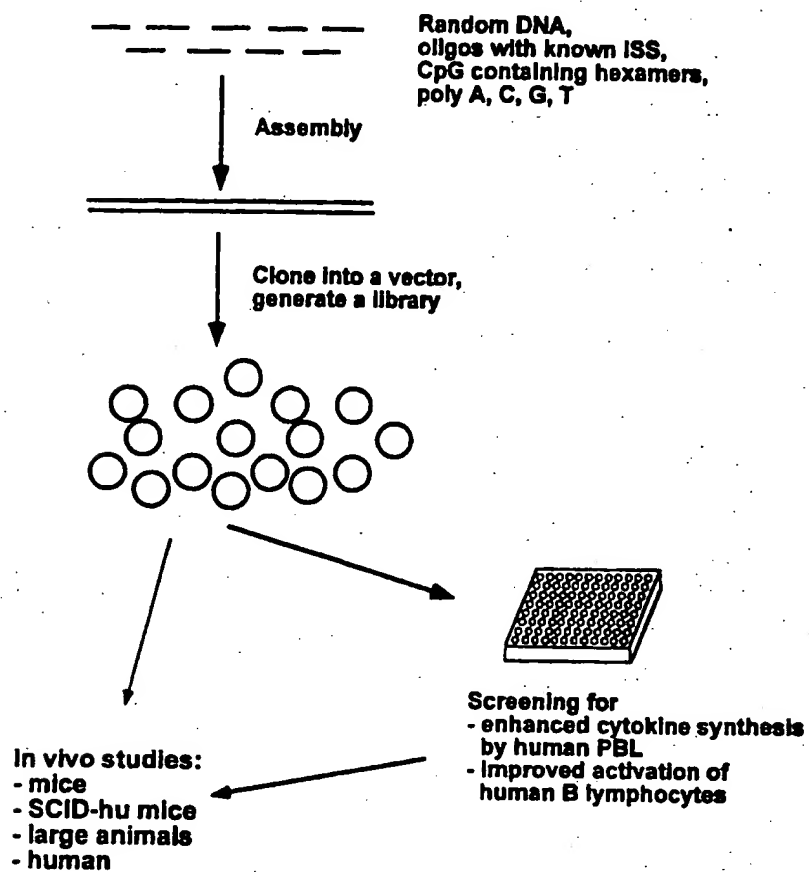 Random DNA,
oligos with known ISS,
CpG containing hexamers,
poly A, C, G, T
Assembly
Clone into a vector,
generate a library
Screening for
- enhanced cytokine synthesis
by human PBL
- improved activation of
human B lymphocytes
In vivo studies:
- mice
- SCID-hu mice
- large animals
- human